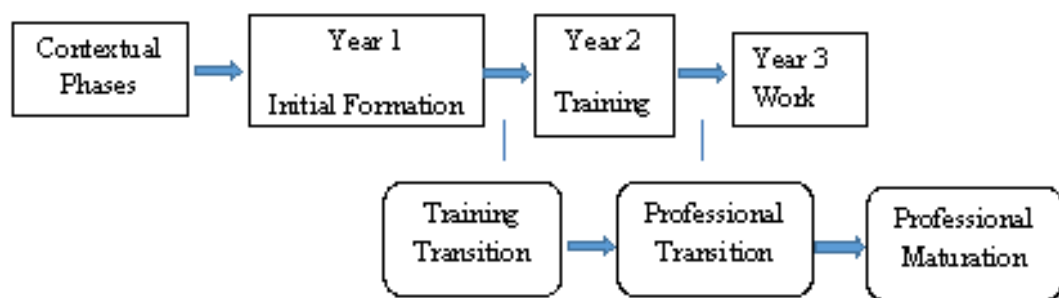 Contextual
Phases
Year 1
Initial Formation
Year 2
Training
Year 3
Work
Training
Transition
Professional
Transition
Professional
Maturation